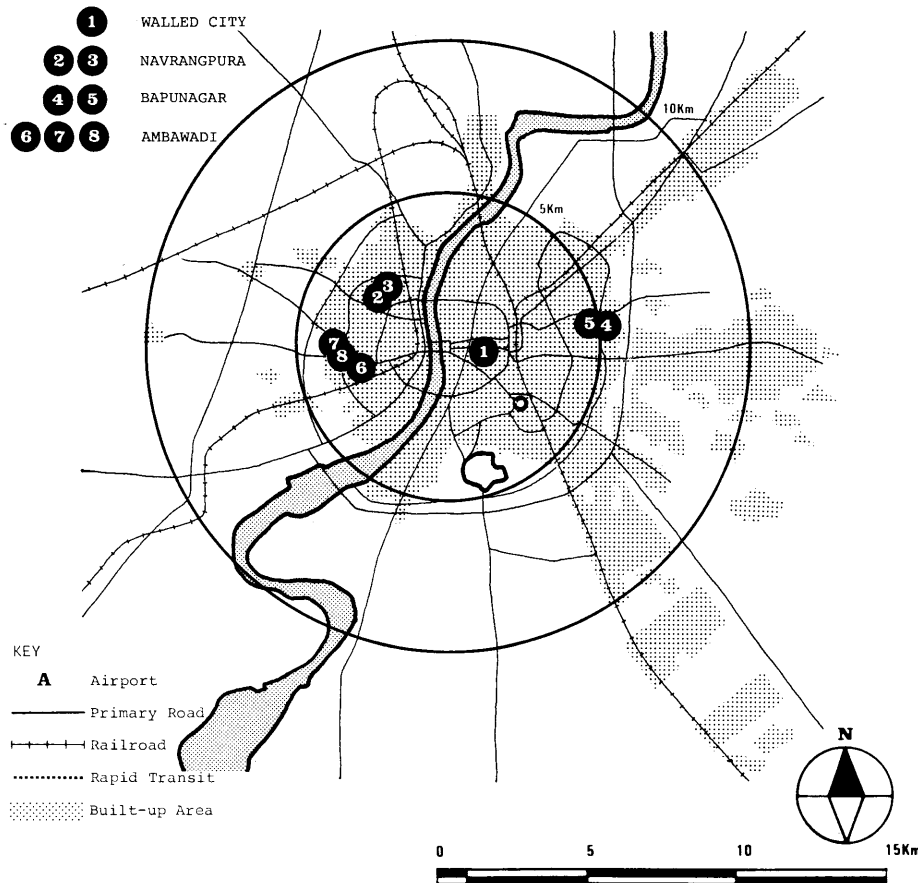 1 WALLED CITY
2 3 NAVRANGPURA
4 5 BAPUNAGAR
6 7 8 AMBAWADI
10Km
5Km
3
2
5 4
7
8
6
1
KEY
A Airport
Primary Road
Railroad
Rapid Transit
Built-up Area
N
0 5 10 15Km